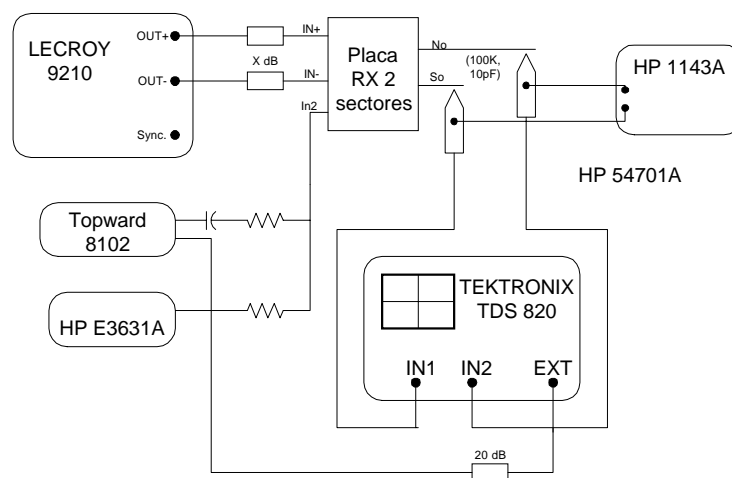 LECROY
9210
OUT+
OUT-
Sync.
X dB
IN+
IN-
In2
Placa
RX 2
sectores
No
So
(100K,
10pF)
HP 1143A
HP 54701A
Topward
8102
HP E3631A
TEKTRONIX
TDS 820
IN1
IN2
EXT
20 dB